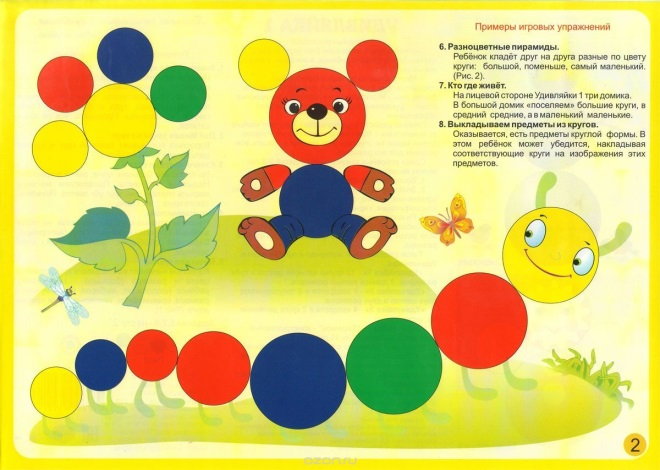 Примеры игровых упражнений
6. Разноцветные пирамиды.
Ребёнок кладёт друг на друга разные по цвету
круги: большой, поменьше, самый маленький.
(Рис. 2).
7. Кто где живёт.
На лицевой стороне Удивляйки 1 три домика.
В большой домик «поселяем» большие круги, в
средний средние, а в маленький маленькие.
8. Выкладываем предметы из кругов.
Оказывается, есть предметы круглой формы. В
этом ребёнок может убедится, накладывая
соответствующие круги на изображения этих
предметов.
2
ozon.ru